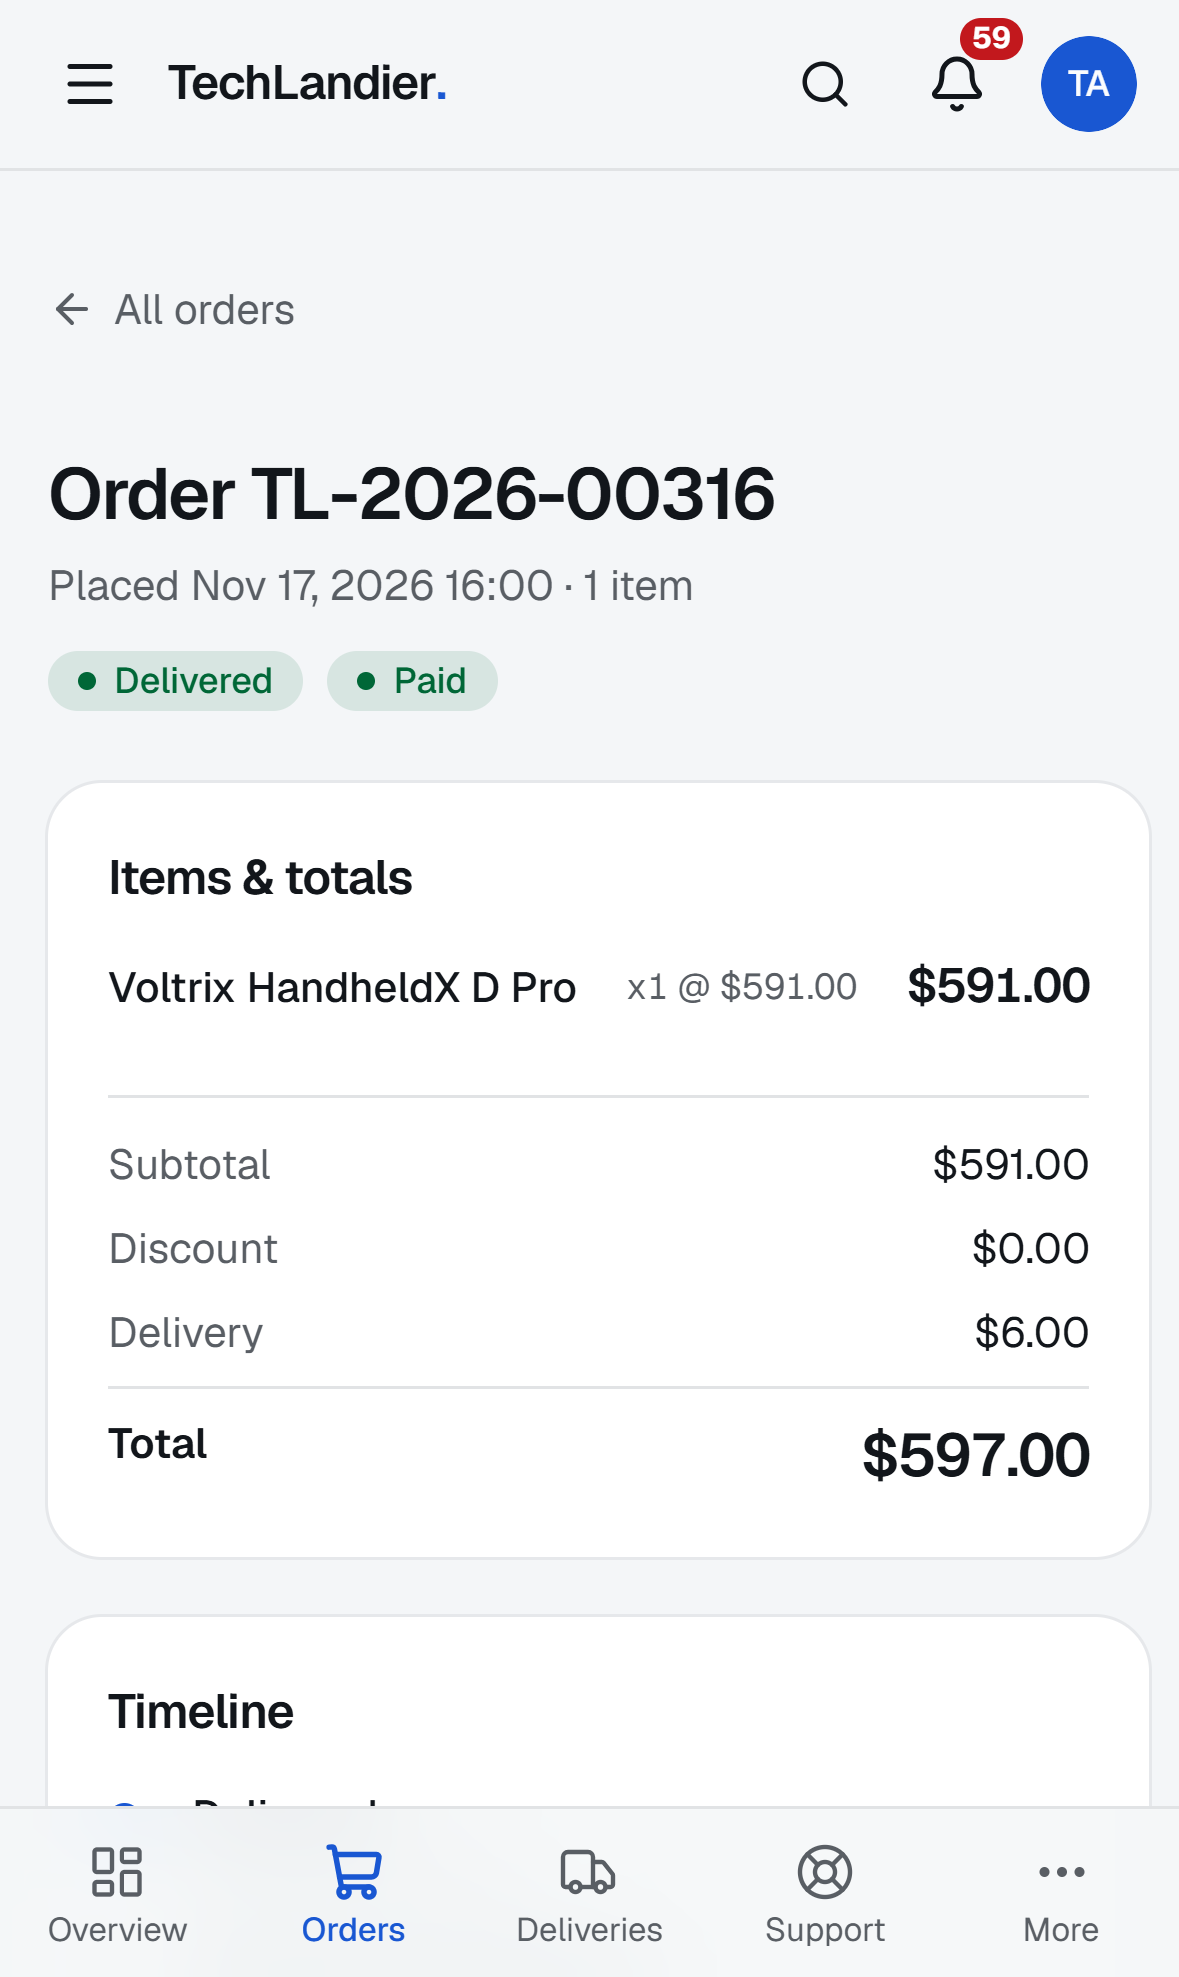 TechLandier.
59
TA
All orders
Order TL-2026-00316
Placed Nov 17, 2026 16:00 · 1 item
Delivered
Paid
Items & totals
Voltrix HandheldX D Pro x1 @ $591.00 $591.00
Subtotal $591.00
Discount $0.00
Delivery $6.00
Total $597.00
Timeline
Overview
Orders
Deliveries
Support
More